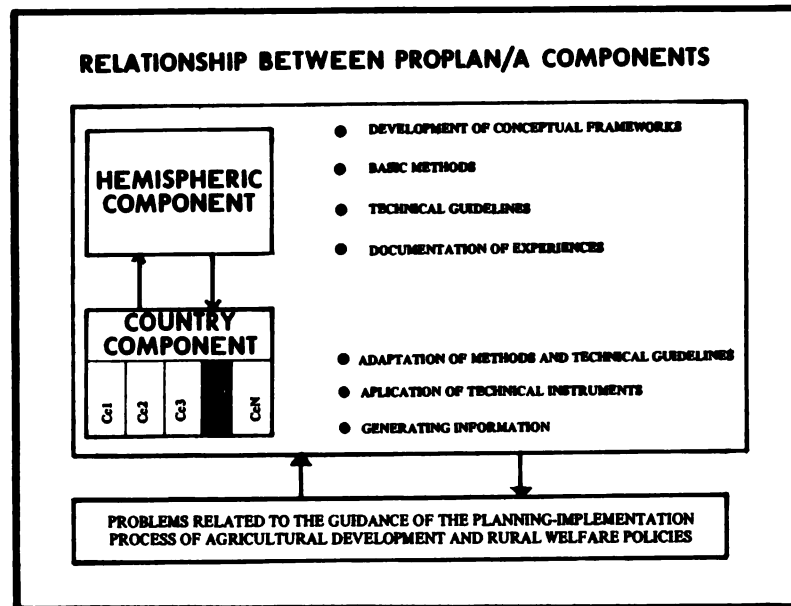 RELATIONSHIP BETWEEN PROPLAN/A COMPONENTS
HEMISPHERIC
COMPONENT
● DEVELOPMENT OF CONCEPTUAL FRAMEWORKS
● BASIC METHODS
● TECHNICAL GUIDELINES
● DOCUMENTATION OF EXPERIENCES
COUNTRY
COMPONENT
Cc1
Cc2
Cc3
CcN
● ADAPTATION OF METHODS AND TECHNICAL GUIDELINES
● APLICATION OF TECHNICAL INSTRUMENTS
● GENERATING INFORMATION
PROBLEMS RELATED TO THE GUIDANCE OF THE PLANNING-IMPLEMENTATION
PROCESS OF AGRICULTURAL DEVELOPMENT AND RURAL WELFARE POLICIES